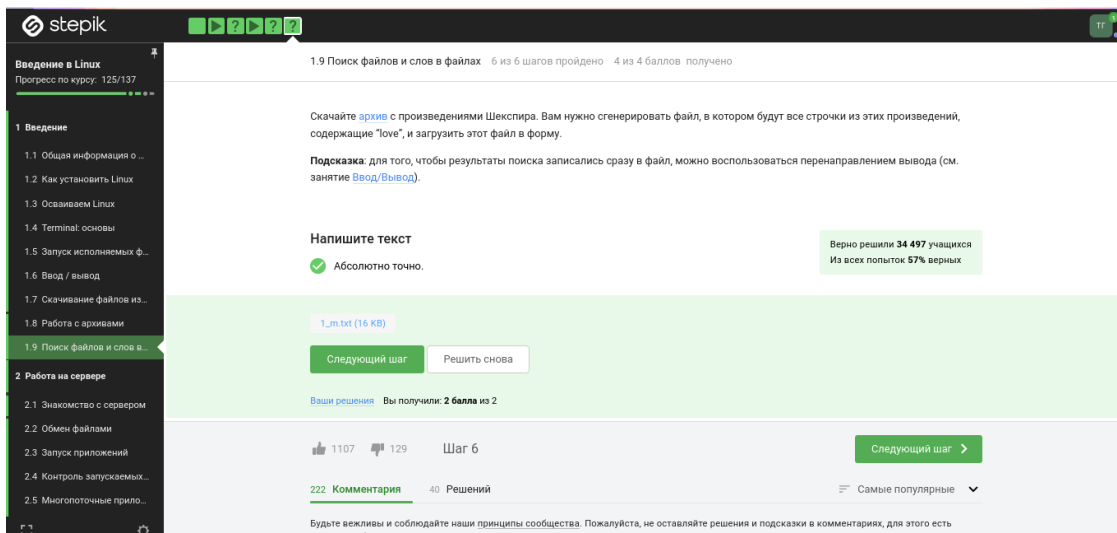 stepik
? ? ?
ТГ
1
Введение в Linux
Прогресс по курсу: 125/137
1 Введение
1.1 Общая информация о ...
1.2 Как установить Linux
1.3 Осваиваем Linux
1.4 Terminal: основы
1.5 Запуск исполняемых ф...
1.6 Ввод / вывод
1.7 Скачивание файлов из...
1.8 Работа с архивами
1.9 Поиск файлов и слов в...
2 Работа на сервере
2.1 Знакомство с сервером
2.2 Обмен файлами
2.3 Запуск приложений
2.4 Контроль запускаемых...
2.5 Многопоточные прило...
1.9 Поиск файлов и слов в файлах 6 из 6 шагов пройдено 4 из 4 баллов получено
Скачайте архив с произведениями Шекспира. Вам нужно сгенерировать файл, в котором будут все строчки из этих произведений,
содержащие "love", и загрузить этот файл в форму.
Подсказка: для того, чтобы результаты поиска записались сразу в файл, можно воспользоваться перенаправлением вывода (см.
занятие Ввод/Вывод).
Напишите текст
Абсолютно точно.
Верно решили 34 497 учащихся
Из всех попыток 57% верных
1_m.txt (16 KB)
Следующий шаг Решить снова
Ваши решения Вы получили: 2 балла из 2
1107 129 Шаг 6 Следующий шаг
222 Комментария 40 Решений Самые популярные
Будьте вежливы и соблюдайте наши принципы сообщества. Пожалуйста, не оставляйте решения и подсказки в комментариях, для этого есть